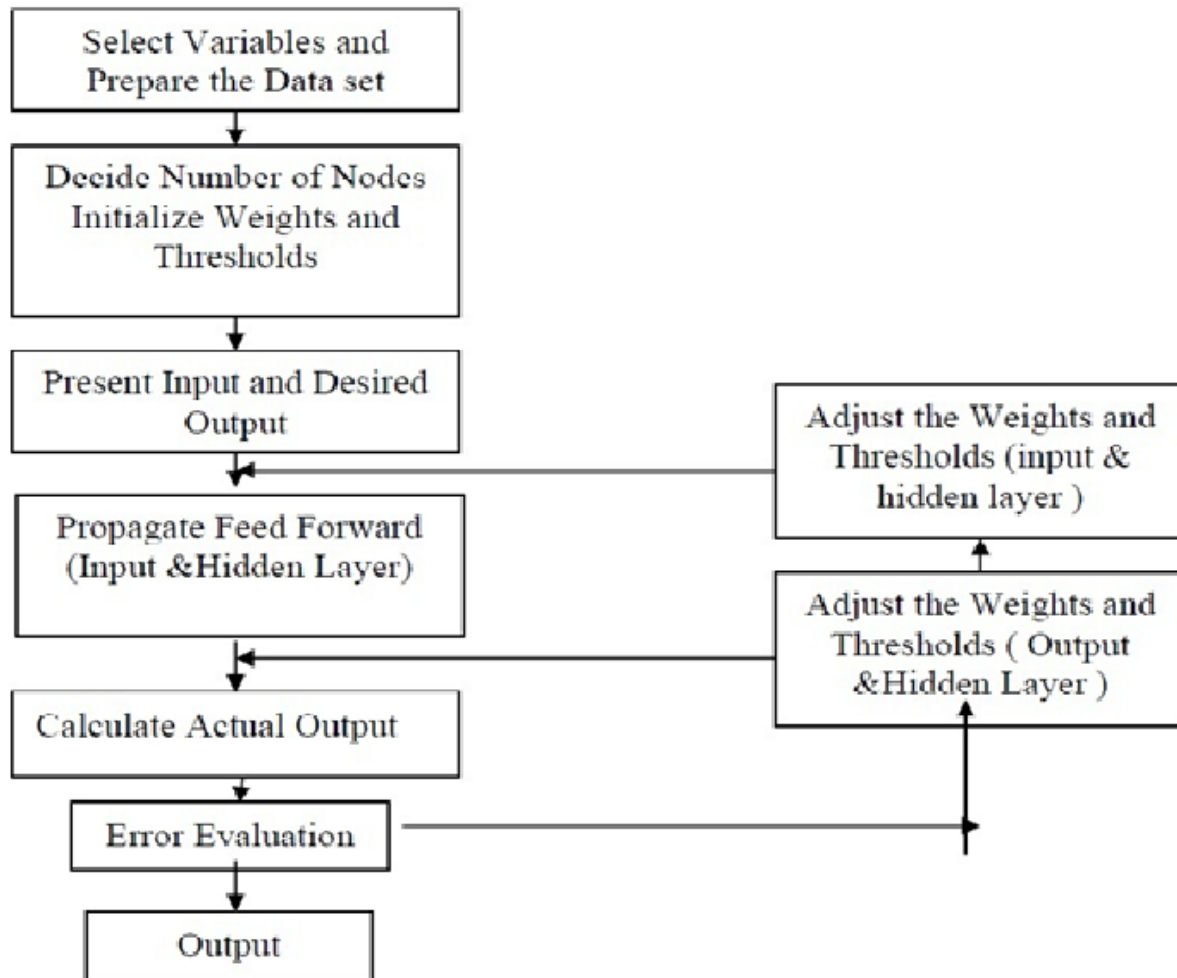 Select Variables and
Prepare the Data set
Decide Number of Nodes
Initialize Weights and
Thresholds
Present Input and Desired
Output
Adjust the Weights and
Thresholds (input &
hidden layer )
Propagate Feed Forward
(Input &Hidden Layer)
Adjust the Weights and
Thresholds ( Output
&Hidden Layer )
Calculate Actual Output
Error Evaluation
Output